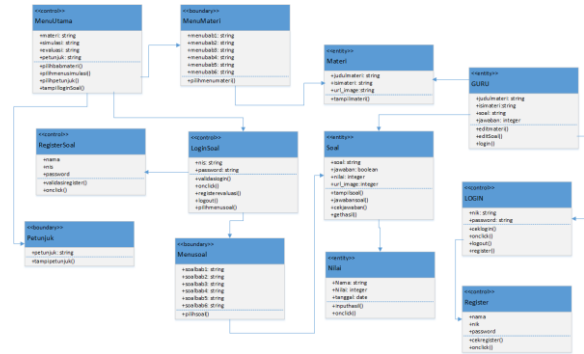 <<control>>
MenuUtama
+materi: string
+simulasi: string
+evaluasi: string
+petunjuk: string
+pilihbabmateri()
+pilihmenusimulasi()
+pilihpetunjuk()
+tampilloginSoal()
<<boundary>>
MenuMateri
+menubab1: string
+menubab2: string
+menubab3: string
+menubab4: string
+menubab5: string
+menubab6: string
+pilihmenumateri()
<<entity>>
Materi
+judulmateri: string
+isimateri: string
+url_image:string
+tampilmateri()
<<entity>>
GURU
+judulmateri: string
+isimateri:string
+soal: string
+jawaban: integer
+editmateri()
+editSoal()
+login()
<<control>>
RegisterSoal
+nama
+nis
+password
+validasiregister()
+onclick()
<<control>>
LogInSoal
+nis: string
+password: string
+validaslogin()
+onclick()
+registerevaluasi()
+logout()
+pilihmenusoal()
<<entity>>
Soal
+soal: string
+jawaban: boolean
+nilai: integer
+url_image: integer
+tampilsoal()
+jawabansoal()
+cekjawaban()
+gethasil()
<<control>>
LOGIN
+nik: string
+password: string
+ceklogin()
+onclick()
+logout()
+register()
<<boundary>>
Petunjuk
+petunjuk: string
+tampilpetunjuk()
<<boundary>>
Menusoal
+soalbab1: string
+soalbab2: string
+soalbab3: string
+soalbab4: string
+soalbab5: string
+soalbab6: string
+pilihsoal()
<<entity>>
Nilai
+Nama: string
+Nilai: integer
+tanggal: date
+inputhasil()
+onclick()
<<control>>
Register
+nama
+nik
+password
+cekregister()
+onclick()